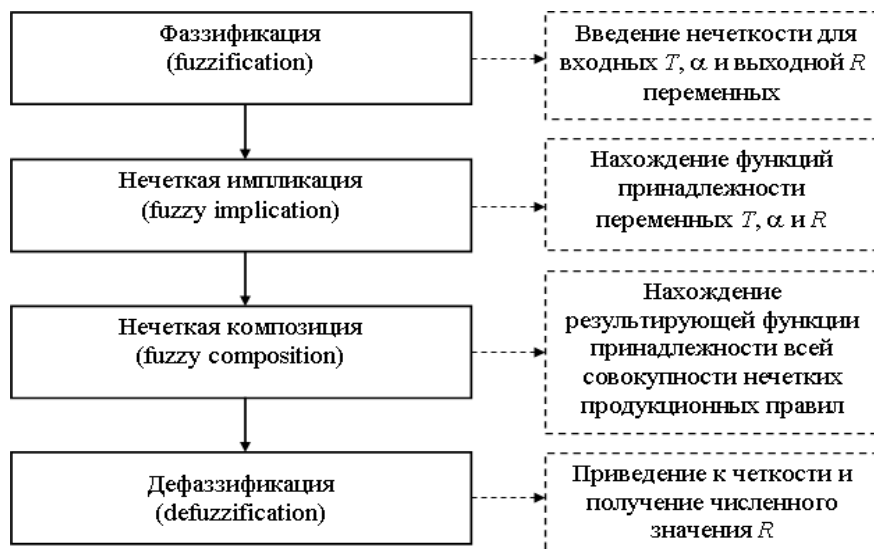 Фаззификация
(fuzzification)
Введение нечеткости для
входных T, α и выходной R
переменных
Нечеткая импликация
(fuzzy implication)
Нахождение функций
принадлежности
переменных T, α и R
Нечеткая композиция
(fuzzy composition)
Нахождение
результирующей функции
принадлежности всей
совокупности нечетких
продукционных правил
Дефаззификация
(defuzzification)
Приведение к четкости и
получение численного
значения R